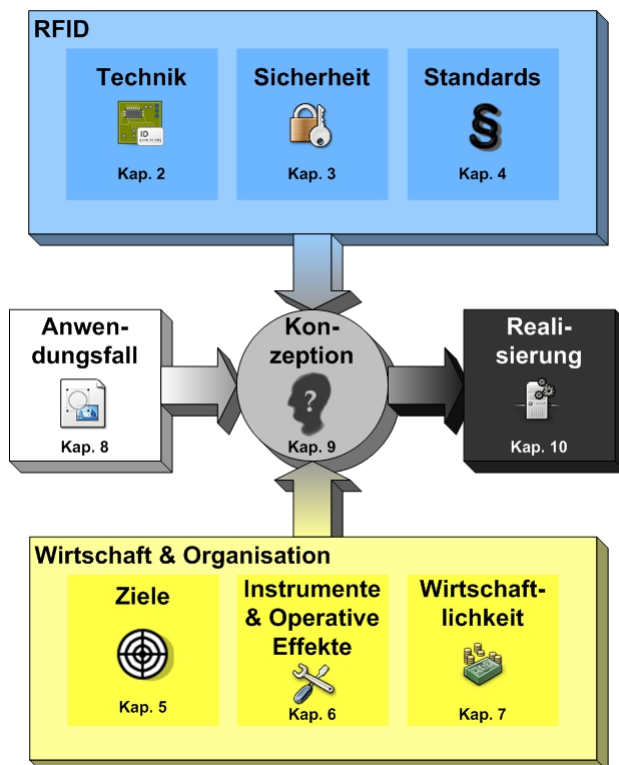 RFID
Technik
Sicherheit
Standards
ID
§
Kap. 2
Kap. 3
Kap. 4
Anwen-
dungsfall
Kap. 8
Kon-
zeption
?
Kap. 9
Reali-
sierung
Kap. 10
Wirtschaft & Organisation
Ziele
Kap. 5
Instrumente
& Operative
Effekte
Kap. 6
Wirtschaft-
lichkeit
Kap. 7